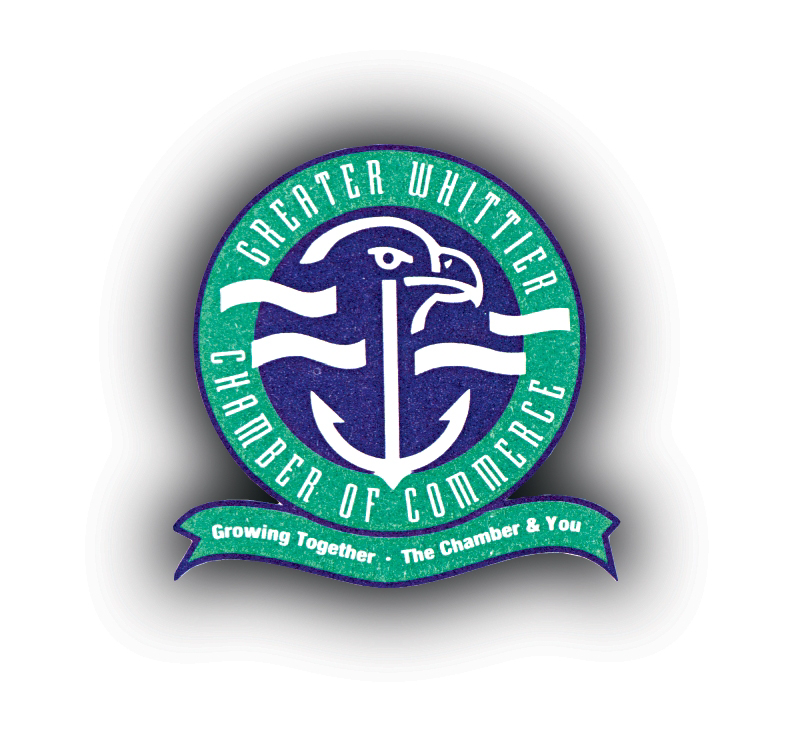 GREATER WHITTIER
CHAMBER OF COMMERCE
Growing Together · The Chamber & You